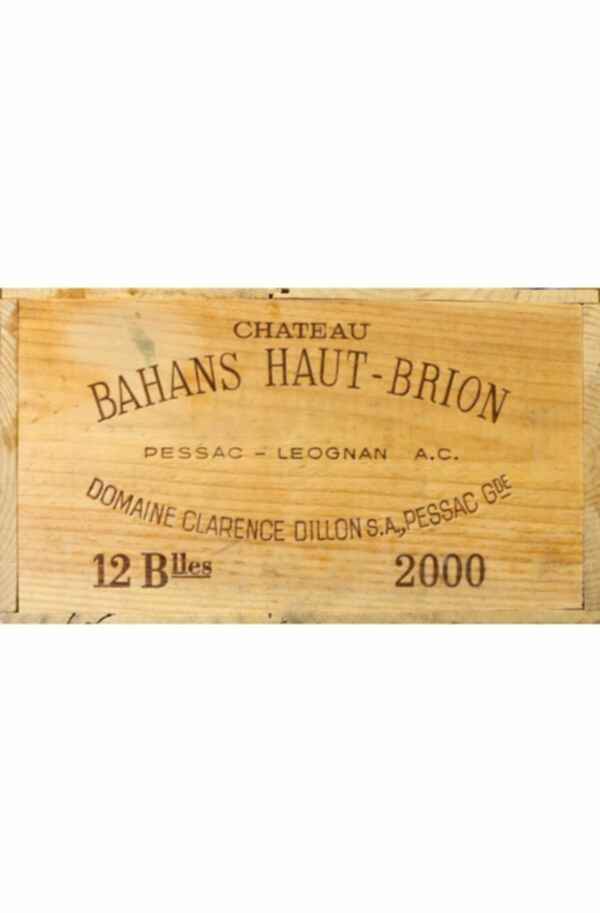 CHATEAU
BAHANS HAUT-BRION
PESSAC - LEOGNAN A.C.
DOMAINE CLARENCE DILLON S.A., PESSAC Gde
12 Blles 2000